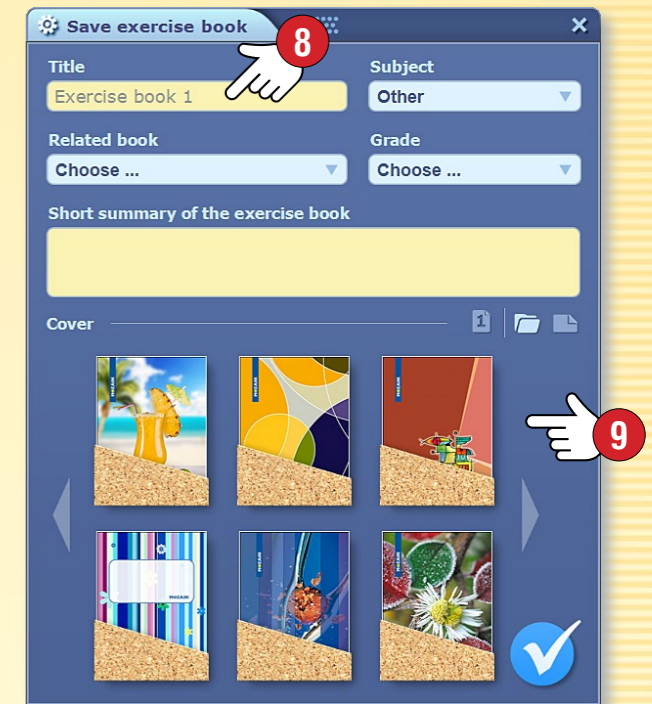 Save exercise book
8
Title
Subject
Exercise book 1
Other
Related book
Grade
Choose ...
Choose ...
Short summary of the exercise book
Cover
1
9